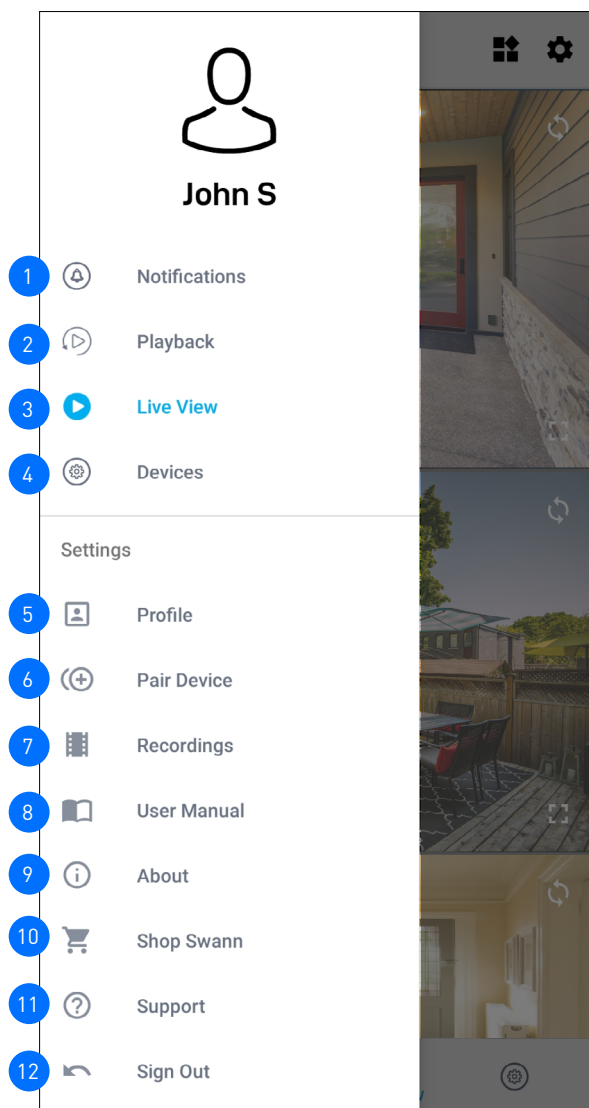 John S
1 Notifications
2 Playback
3 Live View
4 Devices
Settings
5 Profile
6 Pair Device
7 Recordings
8 User Manual
9 About
10 Shop Swann
11 Support
12 Sign Out